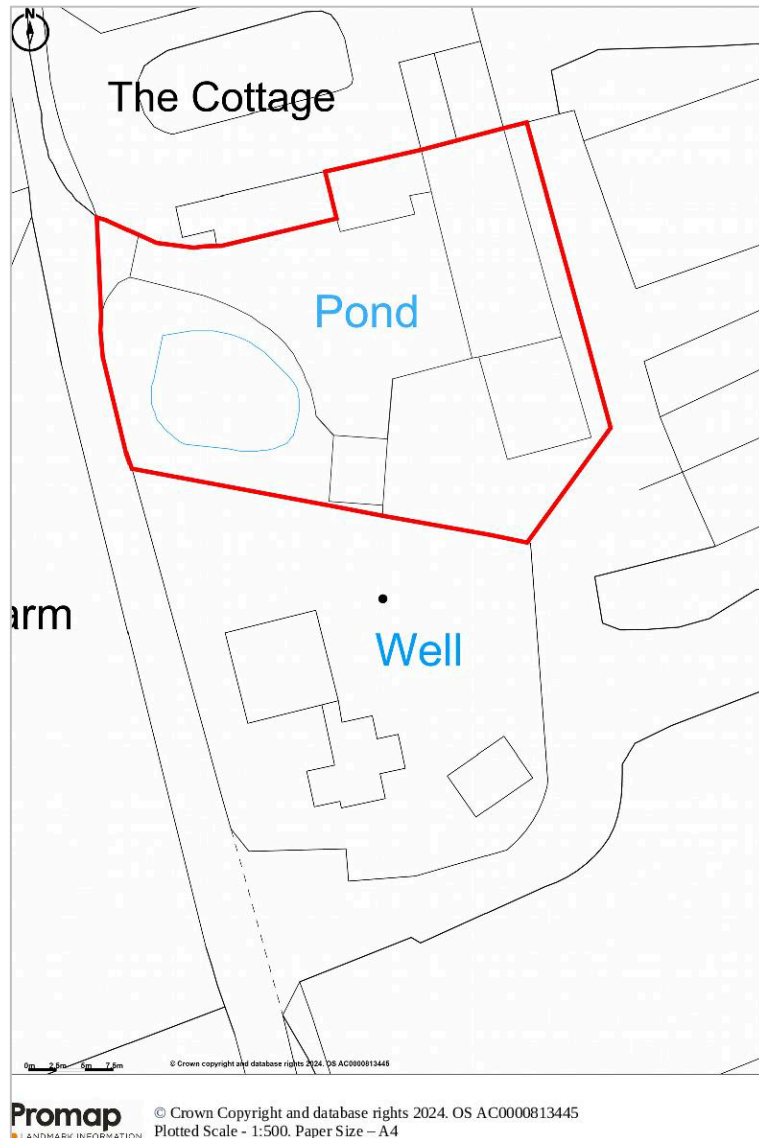 N
The Cottage
Pond
arm
Well
0m 2.5m 5m 7.5m
© Crown copyright and database rights 2024. OS AC0000813445
Promap
LANDMARK INFORMATION
© Crown Copyright and database rights 2024. OS AC0000813445
Plotted Scale - 1:500. Paper Size – A4